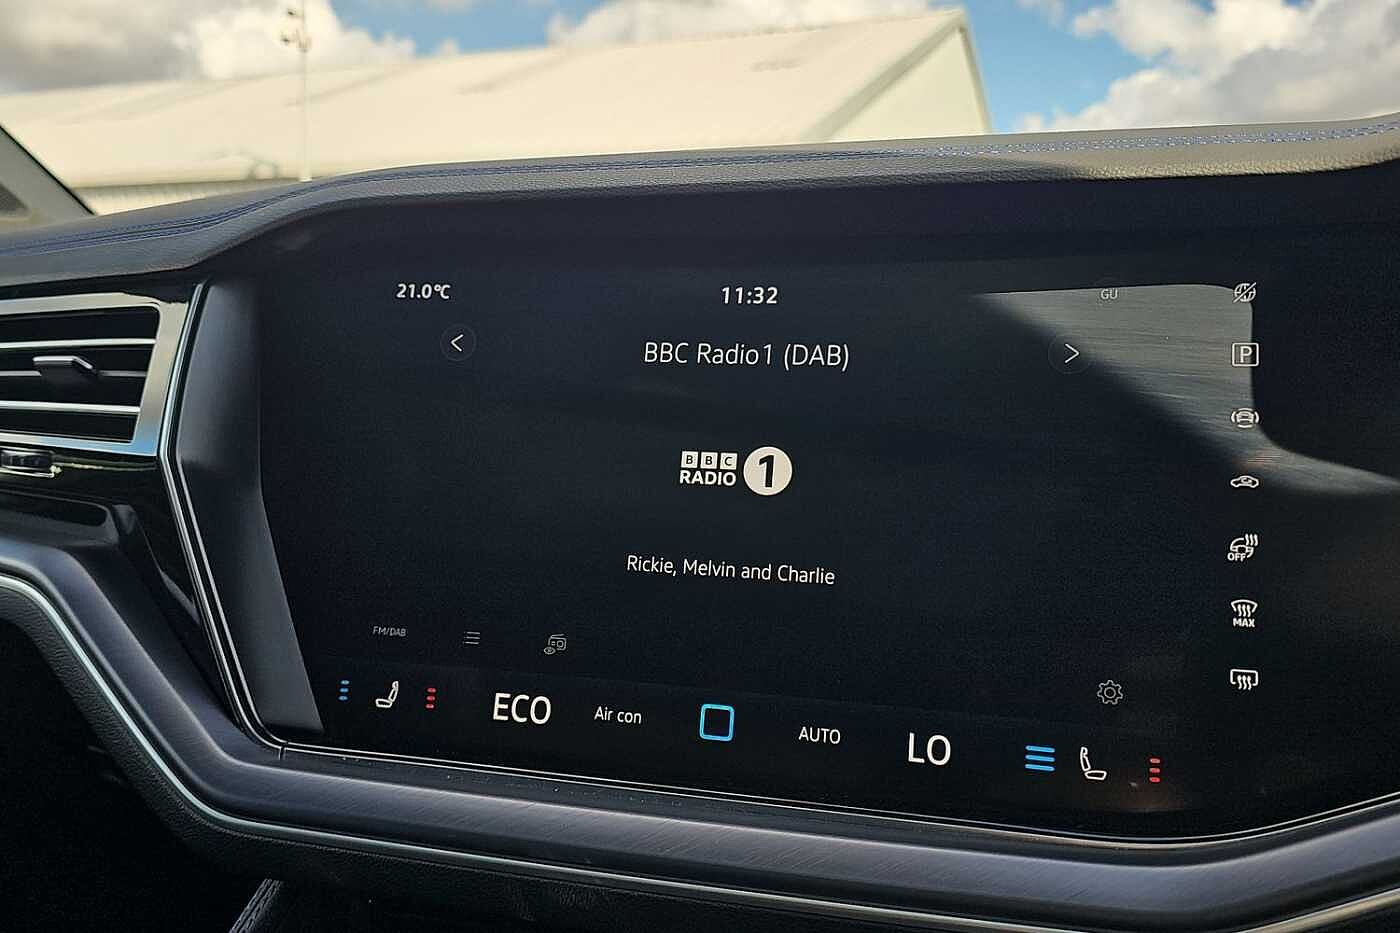 21.0°C
11:32
GU
BBC Radio1 (DAB)
P
BBC
RADIO 1
OFF
Rickie, Melvin and Charlie
MAX
FM/DAB
ECO
Air con
AUTO
LO